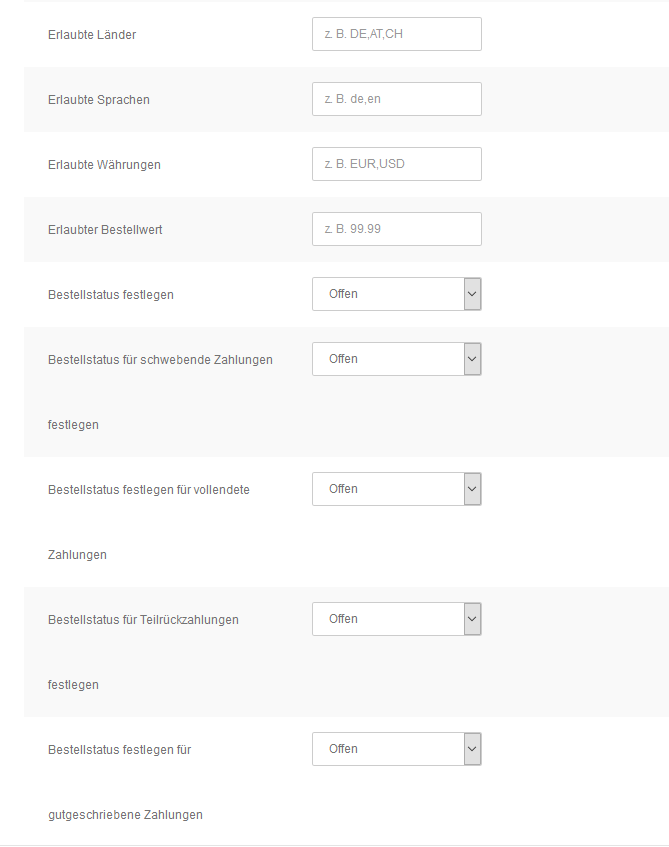 Erlaubte Länder
z. B. DE,AT,CH
Erlaubte Sprachen
z. B. de,en
Erlaubte Währungen
z. B. EUR,USD
Erlaubter Bestellwert
z. B. 99.99
Bestellstatus festlegen
Offen
Bestellstatus für schwebende Zahlungen
Offen
festlegen
Bestellstatus festlegen für vollendete
Offen
Zahlungen
Bestellstatus für Teilrückzahlungen
Offen
festlegen
Bestellstatus festlegen für
Offen
gutgeschriebene Zahlungen